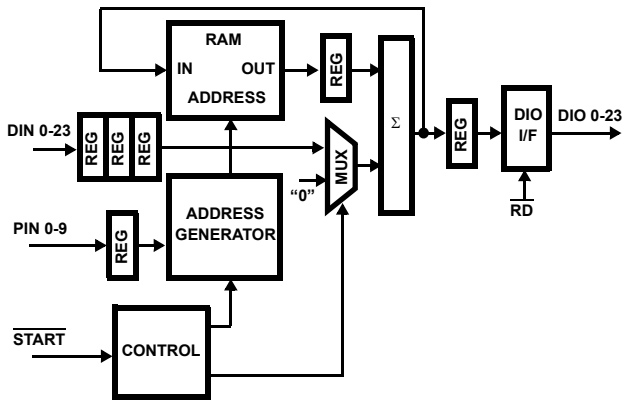 RAM
IN OUT
ADDRESS
REG
Σ
DIN 0-23
REG REG REG
MUX
"0"
REG
DIO
I/F
DIO 0-23
RD
PIN 0-9
REG
ADDRESS
GENERATOR
START
CONTROL